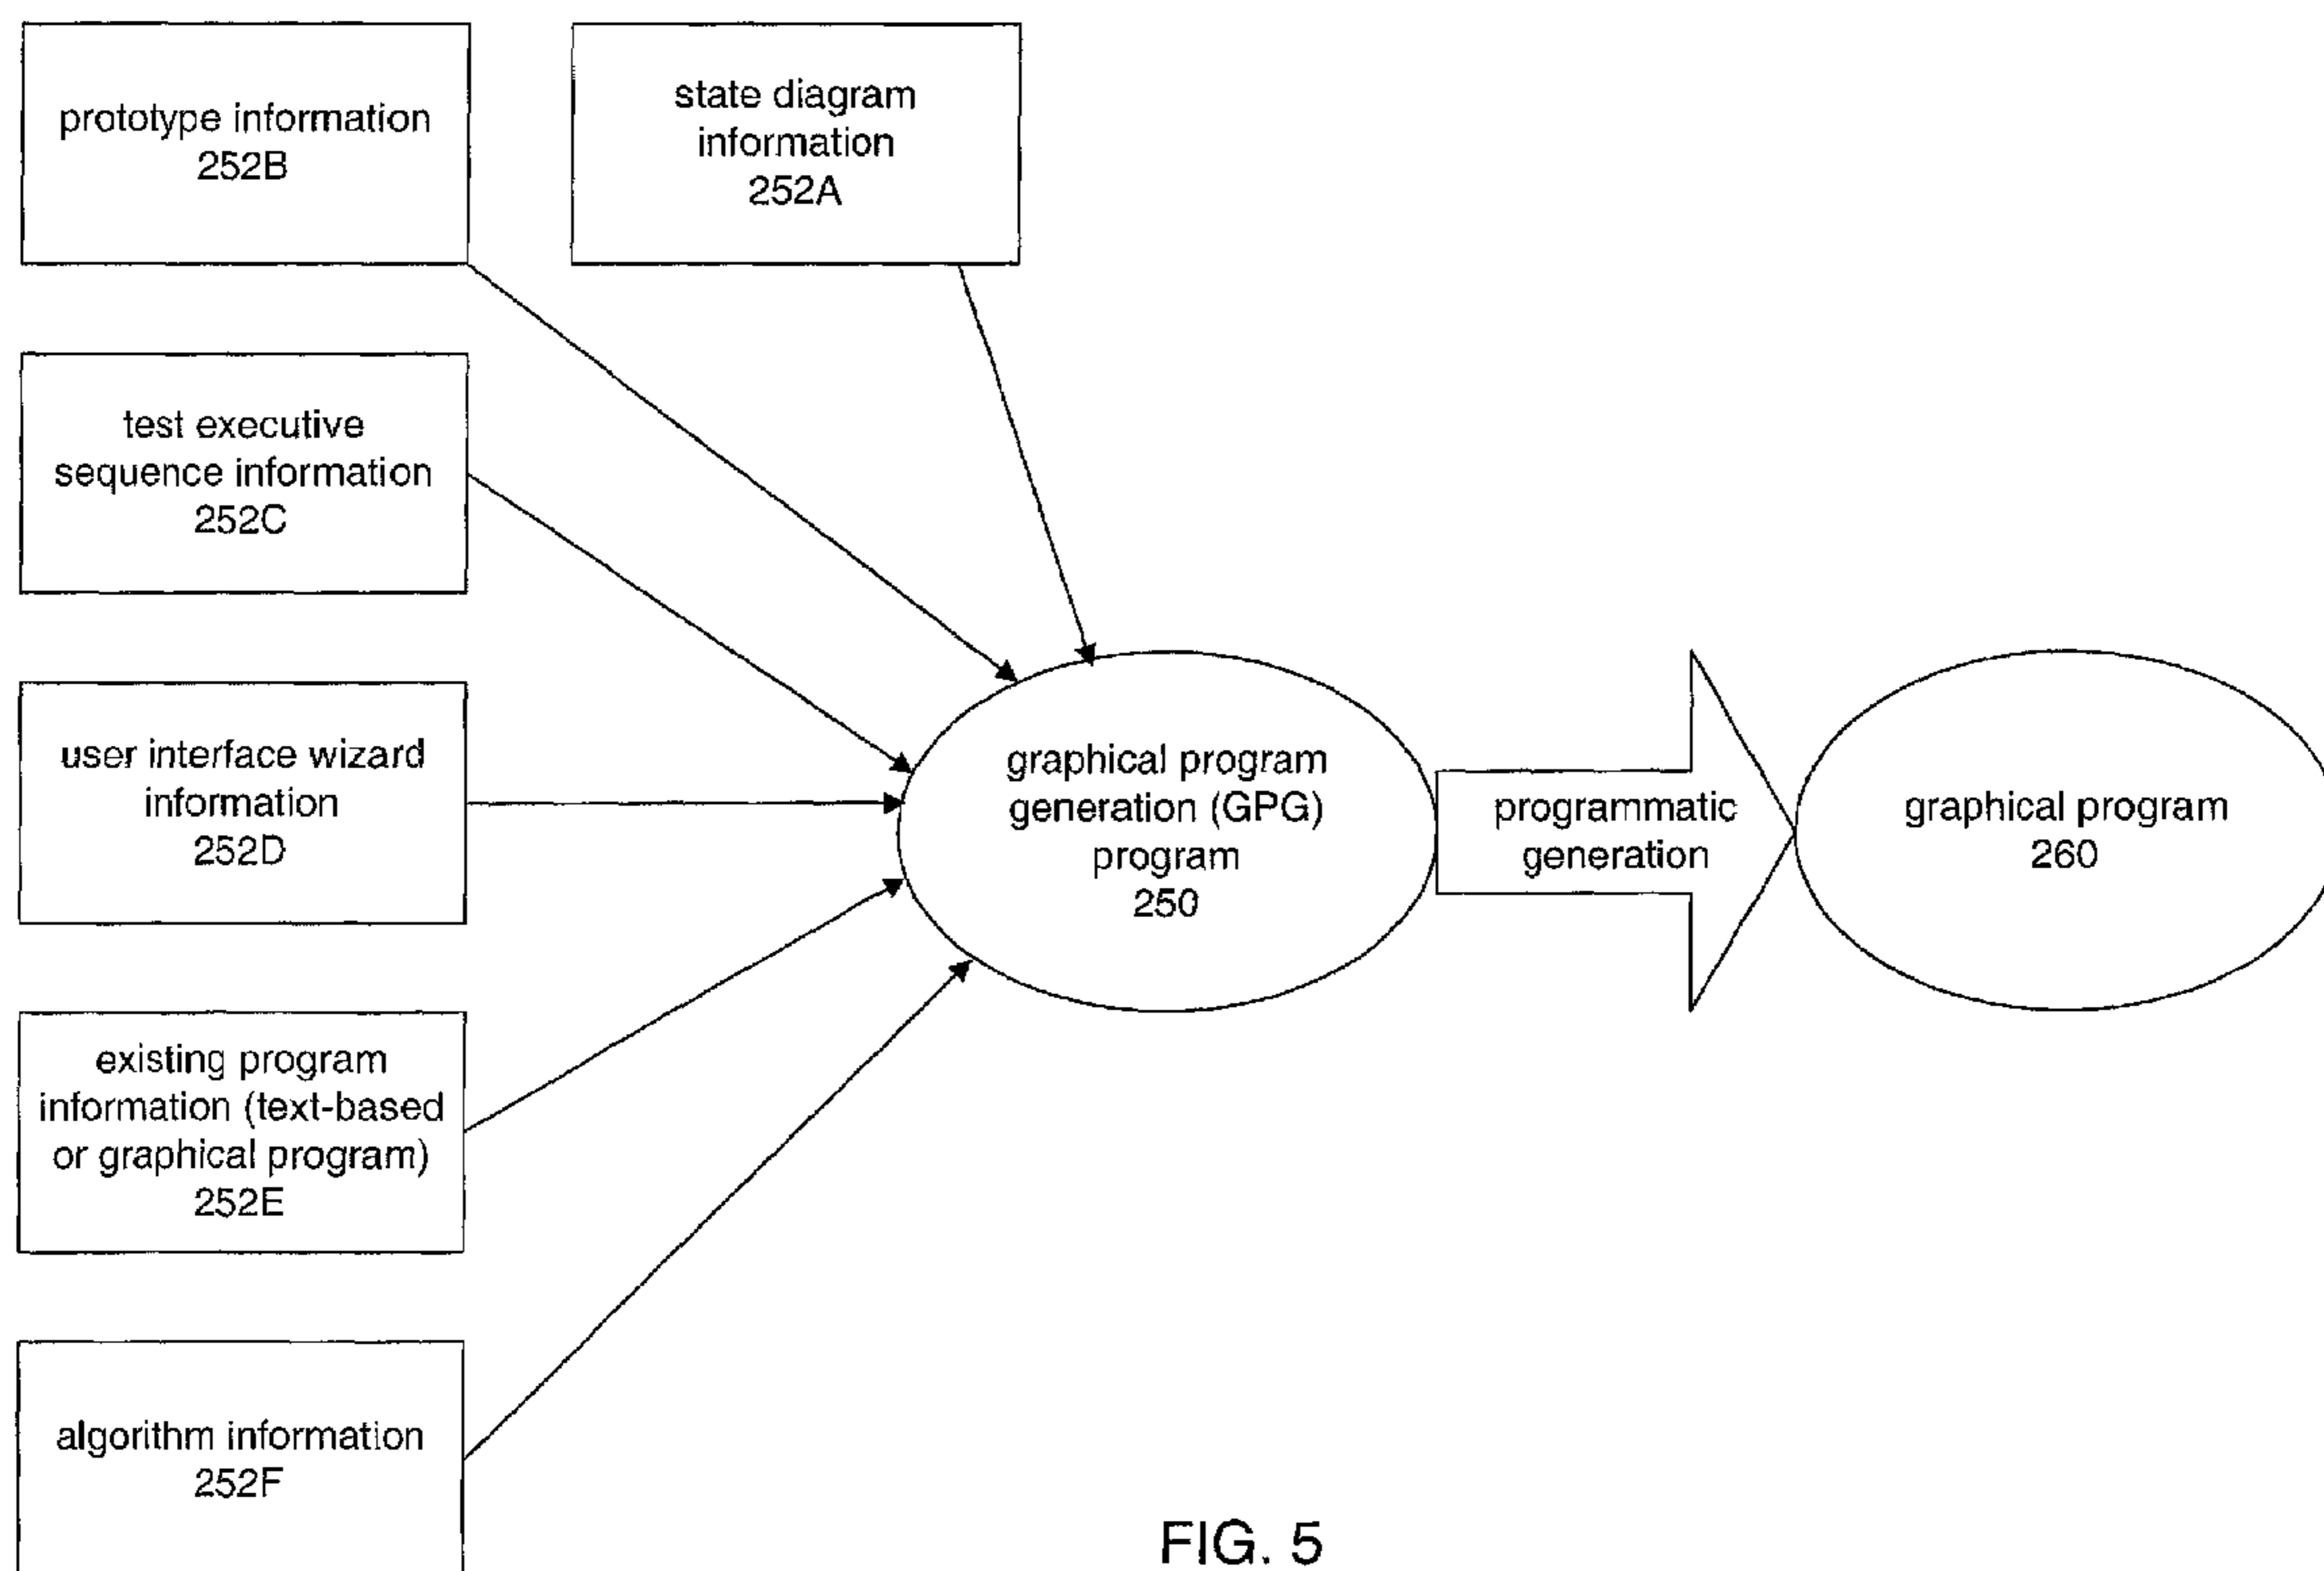 prototype information
252B
state diagram
information
252A
test executive
sequence information
252C
user interface wizard
information
252D
existing program
information (text-based
or graphical program)
252E
algorithm information
252F
graphical program
generation (GPG)
program
250
programmatic
generation
graphical program
260
FIG. 5